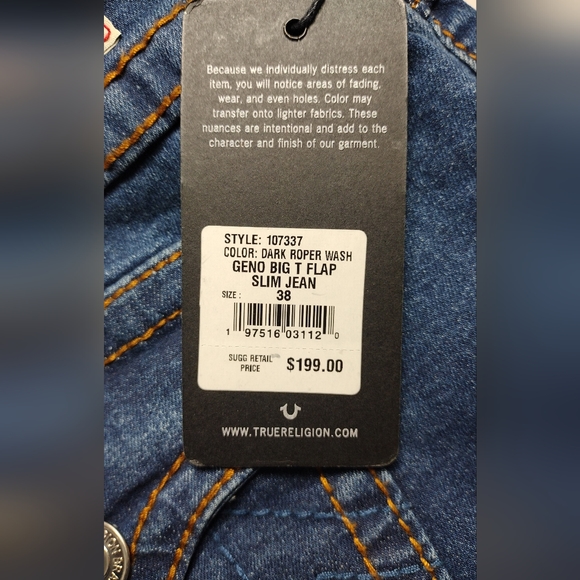 Because we individually distress each
item, you will notice areas of fading,
wear, and even holes. Color may
transfer onto lighter fabrics. These
nuances are intentional and add to the
character and finish of our garment.
STYLE: 107337
COLOR: DARK ROPER WASH
GENO BIG T FLAP
SLIM JEAN
SIZE: 38
1 97516 03112 0
SUGG RETAIL
PRICE $199.00
WWW.TRUERELIGION.COM